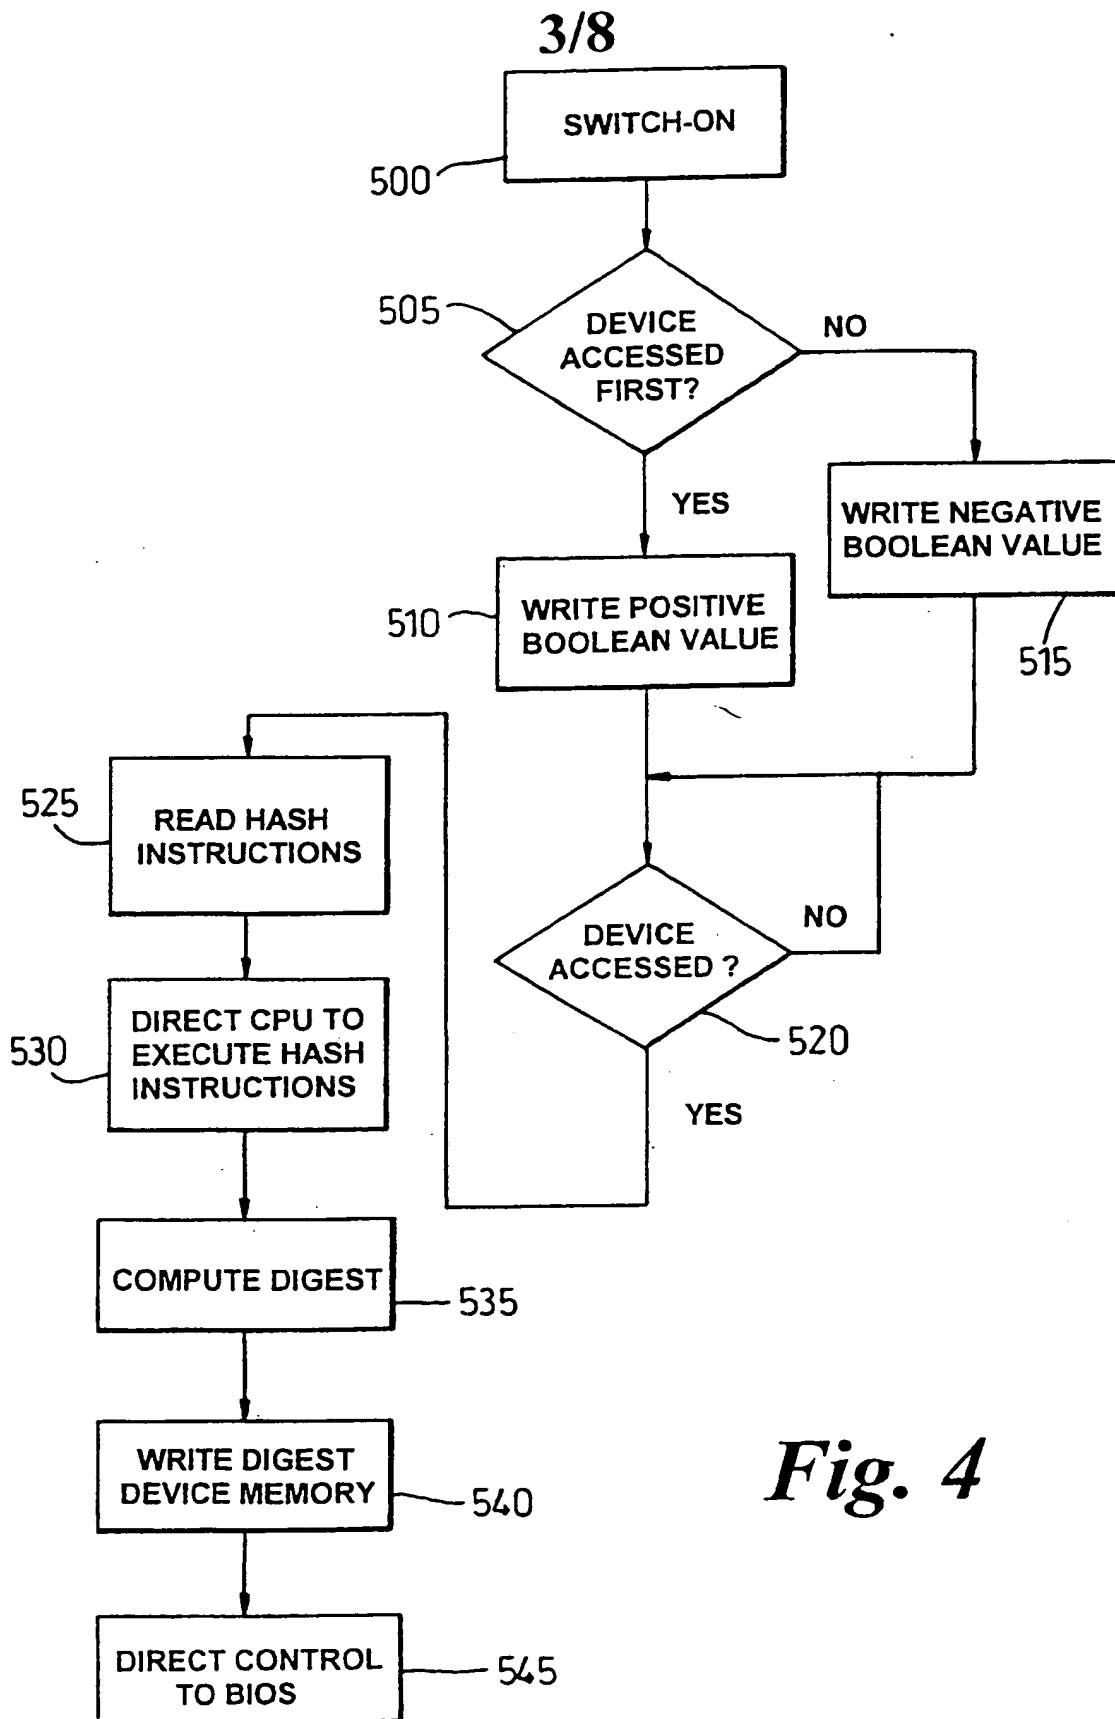 3/8
SWITCH-ON
500
505
DEVICE
ACCESSED
FIRST?
NO
YES
WRITE NEGATIVE
BOOLEAN VALUE
515
510
WRITE POSITIVE
BOOLEAN VALUE
525
READ HASH
INSTRUCTIONS
DEVICE
ACCESSED ?
NO
520
YES
530
DIRECT CPU TO
EXECUTE HASH
INSTRUCTIONS
COMPUTE DIGEST
535
WRITE DIGEST
DEVICE MEMORY
540
Fig. 4
DIRECT CONTROL
TO BIOS
545